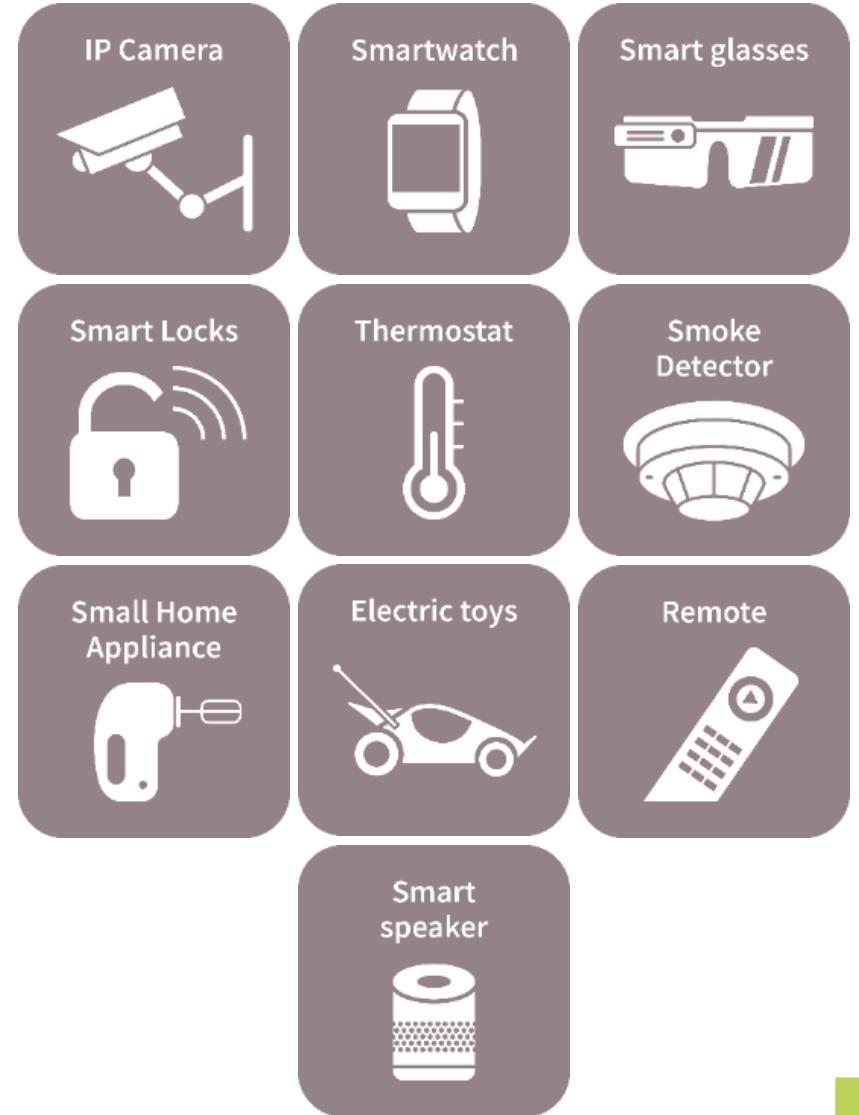 IP Camera
Smartwatch
Smart glasses
Smart Locks
Thermostat
Smoke
Detector
Small Home
Appliance
Electric toys
Remote
Smart
speaker